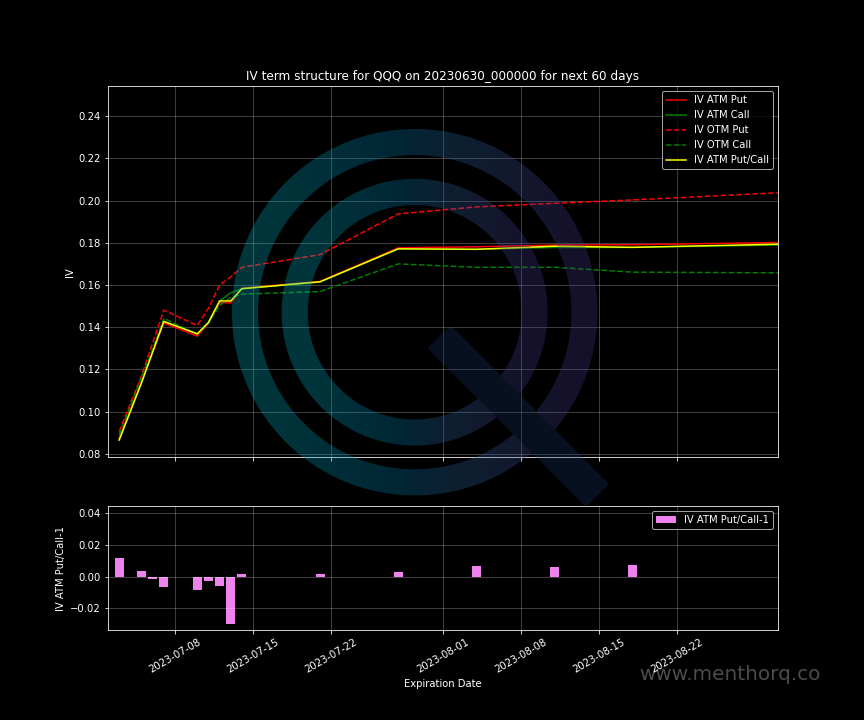 IV term structure for QQQ on 20230630_000000 for next 60 days
IV ATM Put
IV ATM Call
IV OTM Put
IV OTM Call
IV ATM Put/Call
IV
0.24
0.22
0.20
0.18
0.16
0.14
0.12
0.10
0.08
IV ATM Put/Call-1
IV ATM Put/Call-1
0.04
0.02
0.00
−0.02
2023-07-08
2023-07-15
2023-07-22
2023-08-01
2023-08-08
2023-08-15
2023-08-22
Expiration Date
www.menthorq.co